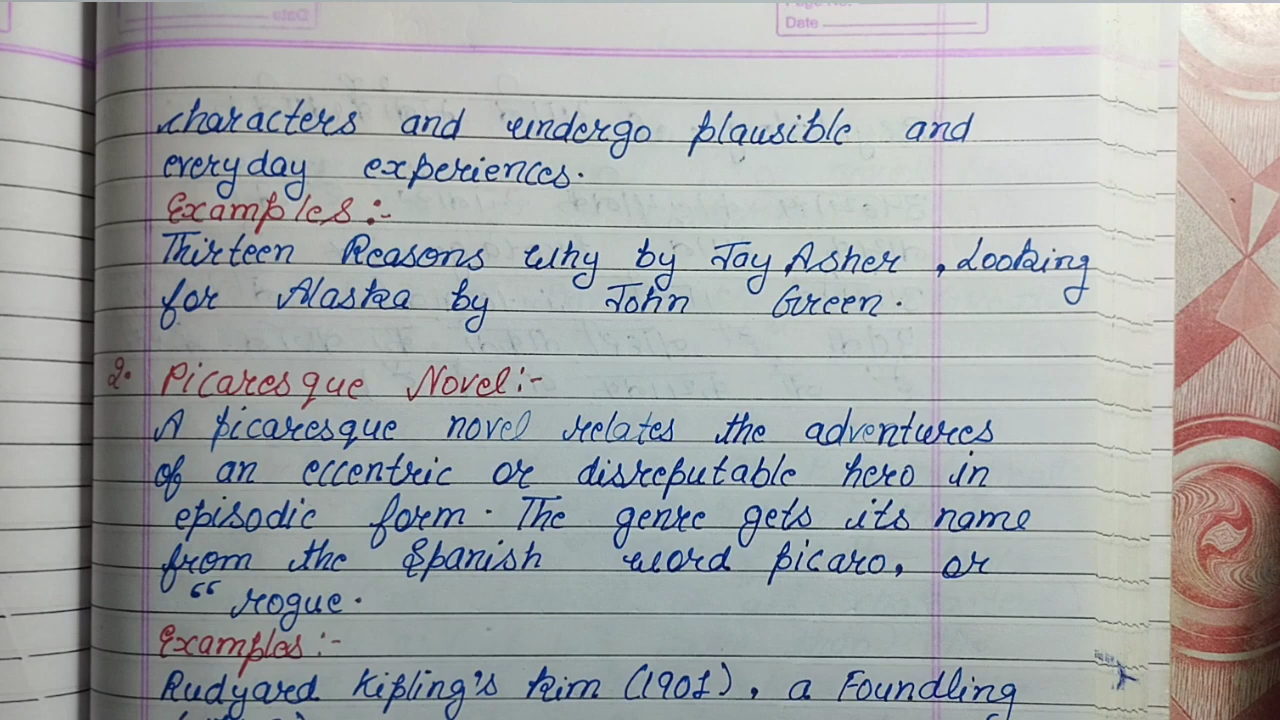 Date
characters and undergo plausible and
everyday experiences.
Examples :-
Thirteen Reasons Why by Jay Asher , Looking
for Alaska by John Green.
2. Picaresque Novel :-
A picaresque novel relates the adventures
of an eccentric or disreputable hero in
episodic form. The genre gets its name
from the Spanish word picaro, or
“ rogue.
Examples :-
Rudyard Kipling's Kim (1901), a Foundling